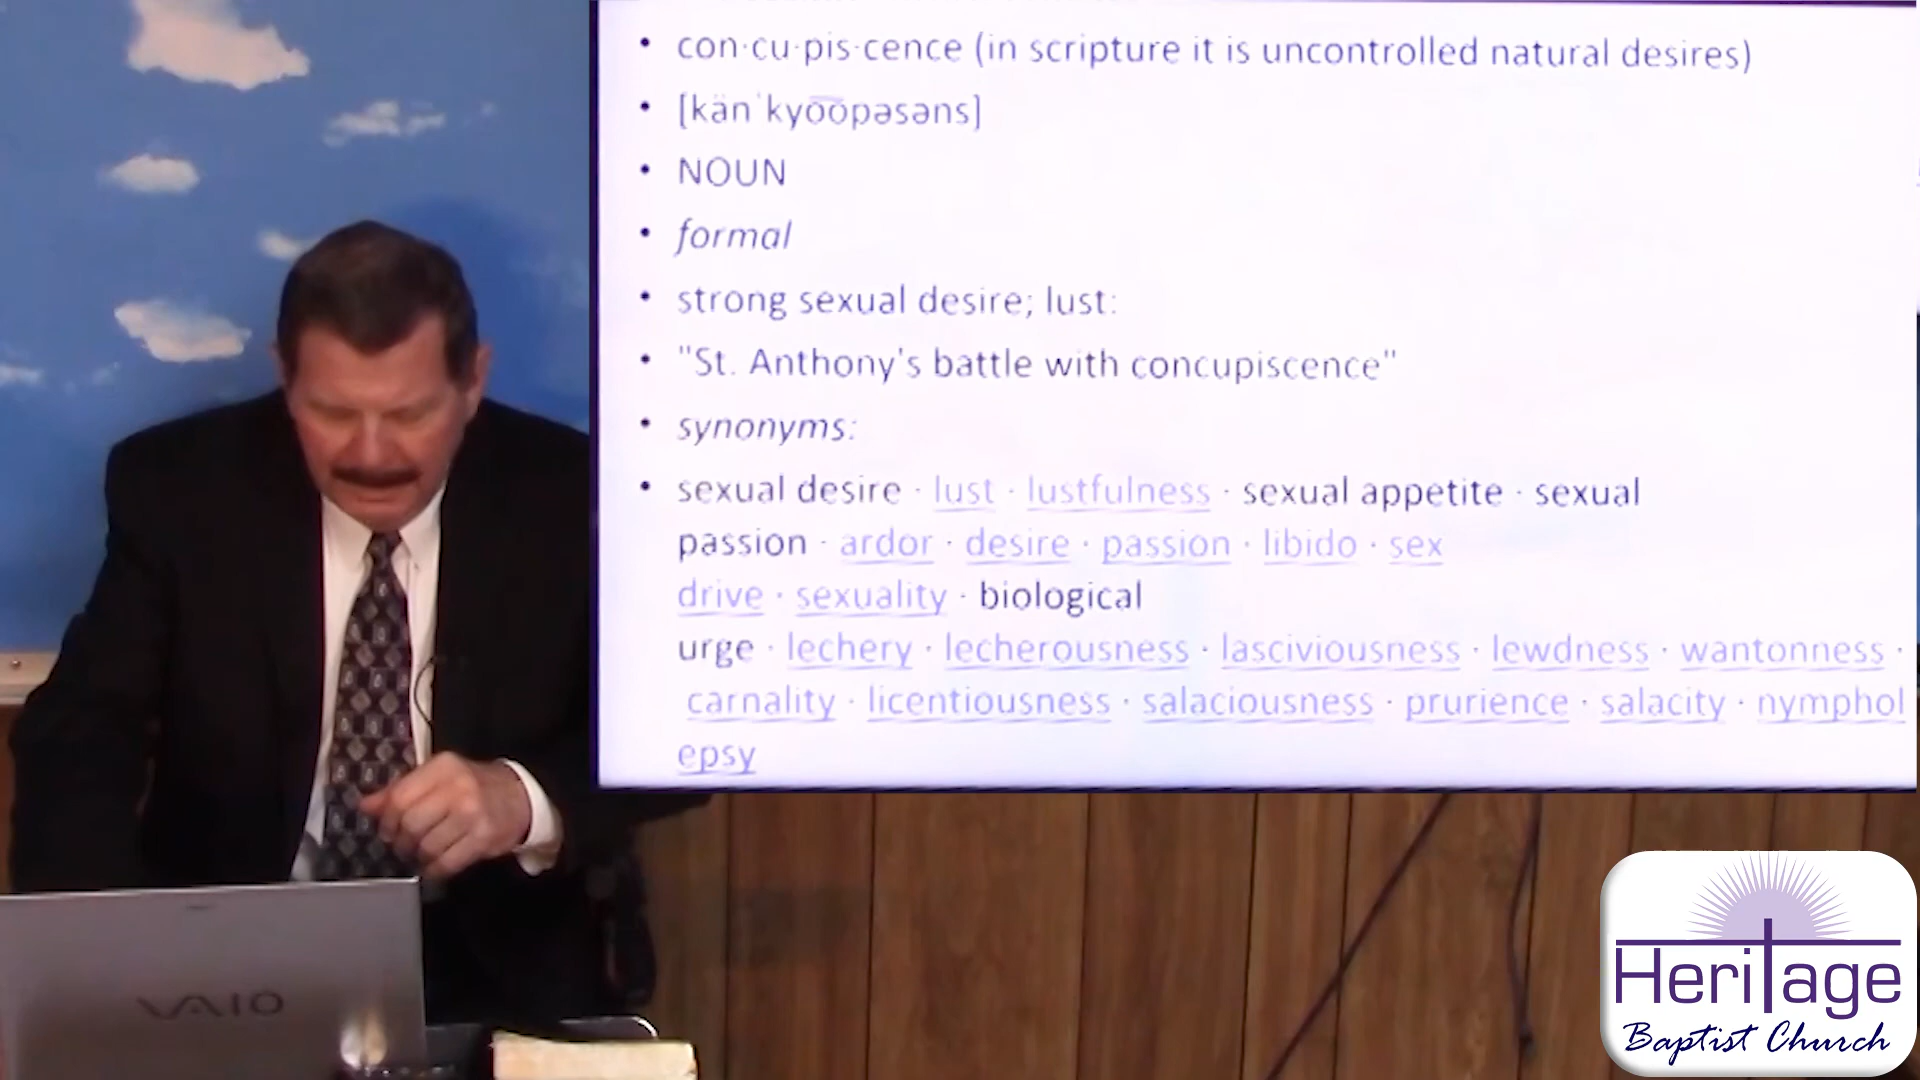 • con·cu·pis·cence (in scripture it is uncontrolled natural desires)
• [känˈkyo͞opəsəns]
• NOUN
• formal
• strong sexual desire; lust:
• "St. Anthony's battle with concupiscence"
• synonyms:
• sexual desire · lust · lustfulness · sexual appetite · sexual
passion · ardor · desire · passion · libido · sex
drive · sexuality · biological
urge · lechery · lecherousness · lasciviousness · lewdness · wantonness ·
carnality · licentiousness · salaciousness · prurience · salacity · nymphol
epsy
VAIO
Heritage
Baptist Church